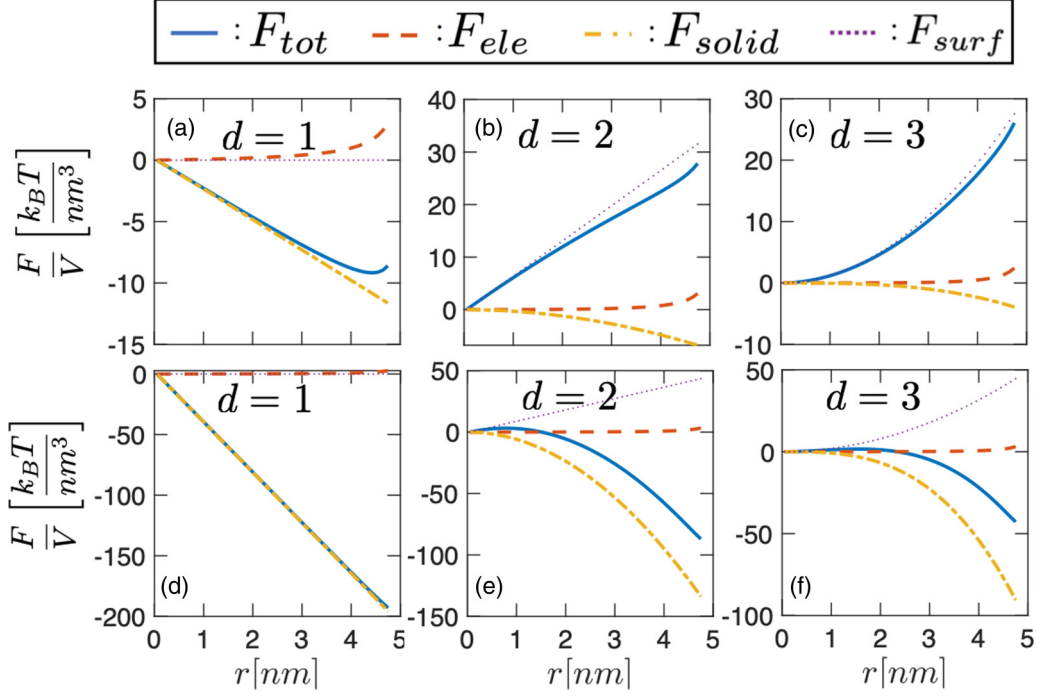 : F_tot : F_ele : F_solid : F_surf
(a) d = 1
5
0
-5
-10
-15
F/V [k_BT/nm^3]
(b) d = 2
40
30
20
10
0
(c) d = 3
30
20
10
0
-10
d = 1
0
-50
-100
-150
-200
F/V [k_BT/nm^3]
(d)
0 1 2 3 4 5
r[nm]
d = 2
50
0
-50
-100
-150
(e)
0 1 2 3 4 5
r[nm]
d = 3
50
0
-50
-100
(f)
0 1 2 3 4 5
r[nm]